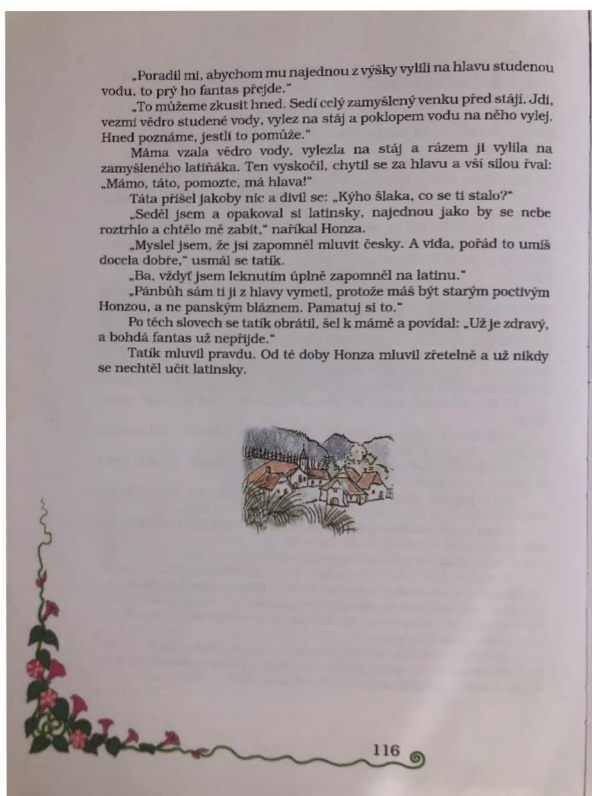 „Poradil mi, abychom mu najednou z výšky vylili na hlavu studenou
vodu, to prý ho fantas přejde.“
„To můžeme zkusit hned. Sedí celý zamyšlený venku před stájí. Jdi,
vezmi vědro studené vody, vylez na stáj a poklopem vodu na něho vylej.
Hned poznáme, jestli to pomůže.“
Máma vzala vědro vody, vylezla na stáj a rázem ji vylila na
zamyšleného latiňáka. Ten vyskočil, chytil se za hlavu a vší silou řval:
„Mámo, táto, pomozte, má hlava!“
Táta přišel jakoby nic a divil se: „Kýho šlaka, co se ti stalo?“
„Seděl jsem a opakoval si latinsky, najednou jako by se nebe
roztrhlo a chtělo mě zabít,“ naříkal Honza.
„Myslel jsem, že jsi zapomněl mluvit česky. A vida, pořád to umíš
docela dobře,“ usmál se tatík.
„Ba, vždyť jsem leknutím úplně zapomněl na latinu.“
„Pánbůh sám ti ji z hlavy vymetl, protože máš být starým poctivým
Honzou, a ne panským bláznem. Pamatuj si to.“
Po těch slovech se tatík obrátil, šel k mámě a povídal: „Už je zdravý,
a bohdá fantas už nepřijde.“
Tatík mluvil pravdu. Od té doby Honza mluvil zřetelně a už nikdy
se nechtěl učit latinsky.
116